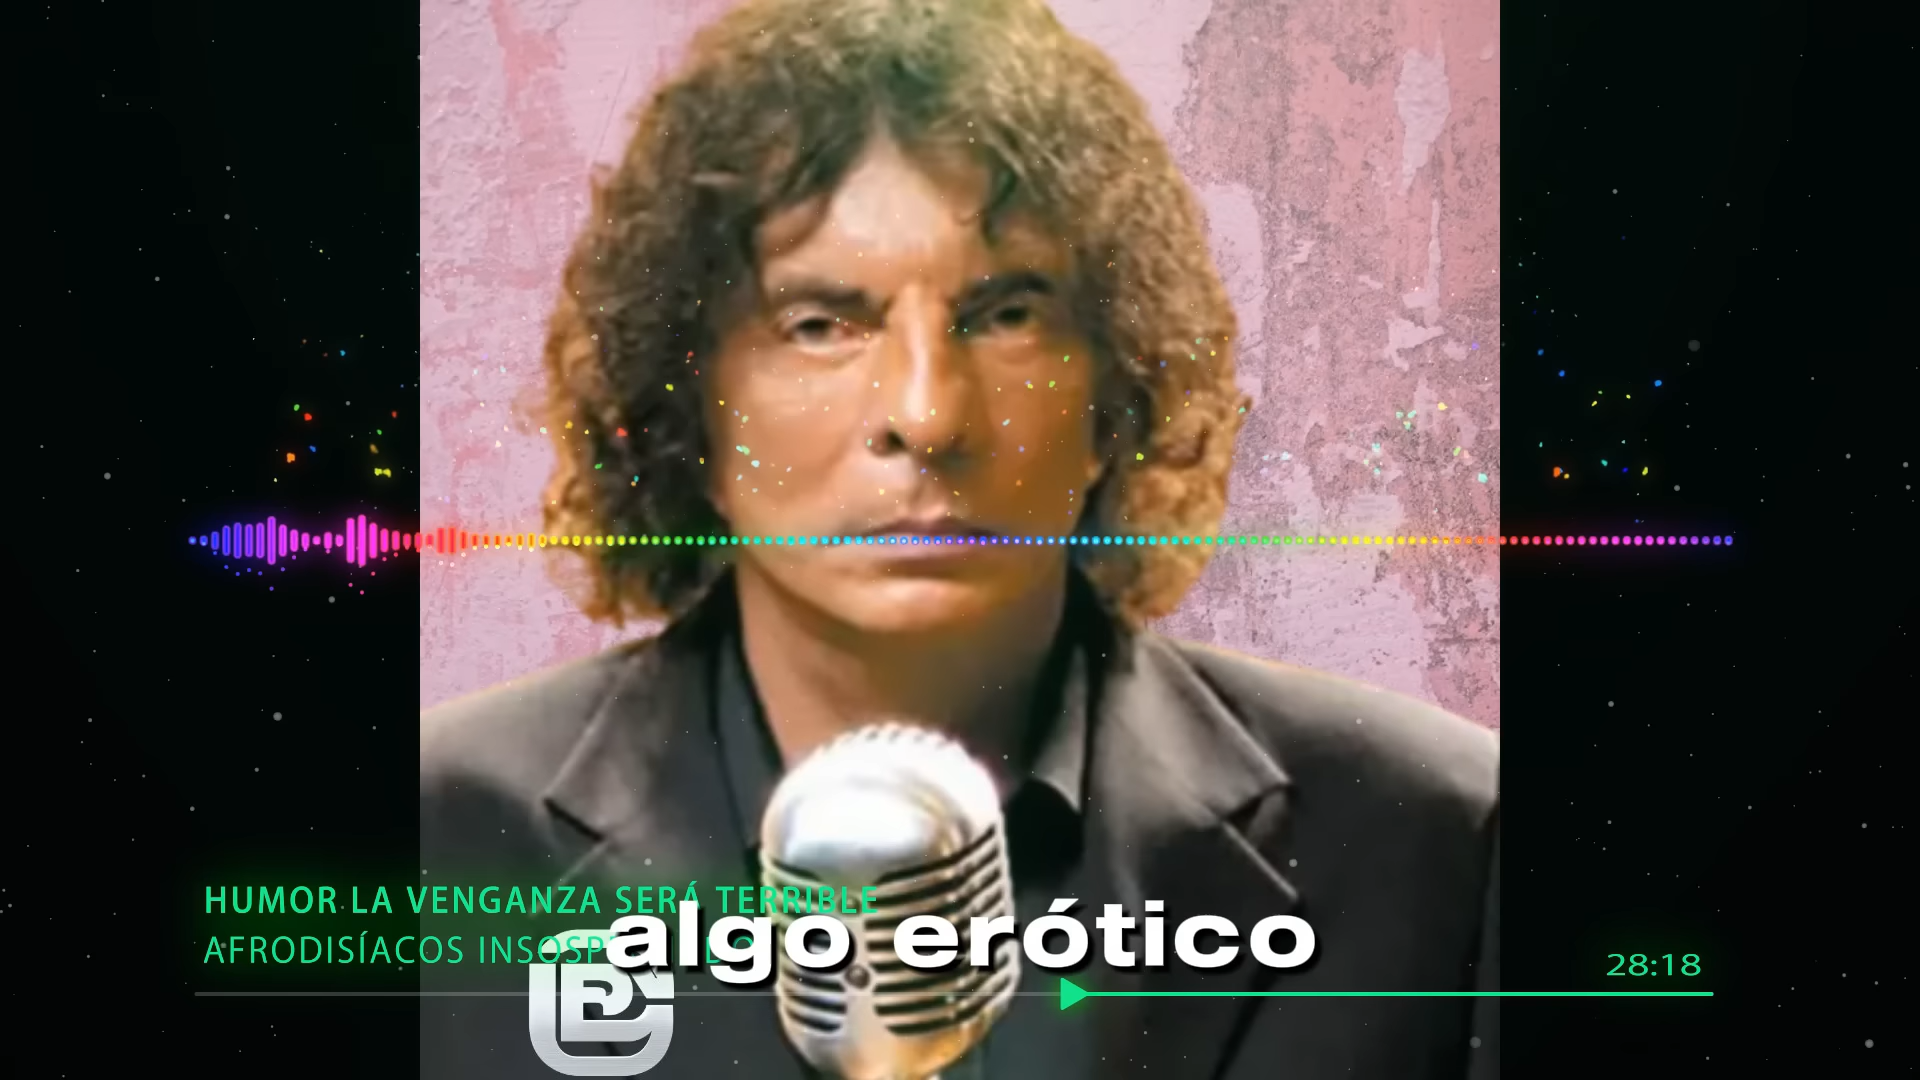 HUMOR LA VENGANZA SERÁ TERRIBLE
AFRODISÍACOS
algo erótico
28:18